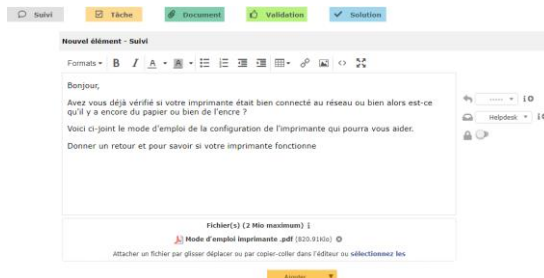 Suivi Tâche Document Validation Solution
Nouvel élément - Suivi
Formats B I A A
Bonjour,
Avez vous déjà vérifié si votre imprimante était bien connecté au réseau ou bien alors est-ce
qu'il y a encore du papier ou bien de l'encre ?
Voici ci-joint le mode d'emploi de la configuration de l'imprimante qui pourra vous aider.
Donner un retour et pour savoir si votre imprimante fonctionne
-----
Helpdesk
Fichier(s) (2 Mio maximum) i
Mode d'emploi imprimante .pdf (820.91Kio)
Attacher un fichier par glisser déplacer ou par copier-coller dans l'éditeur ou sélectionnez les
Ajouter